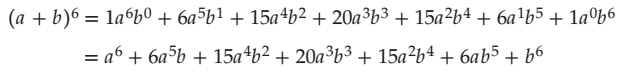 (a + b)⁶ = 1a⁶b⁰ + 6a⁵b¹ + 15a⁴b² + 20a³b³ + 15a²b⁴ + 6a¹b⁵ + 1a⁰b⁶
= a⁶ + 6a⁵b + 15a⁴b² + 20a³b³ + 15a²b⁴ + 6ab⁵ + b⁶